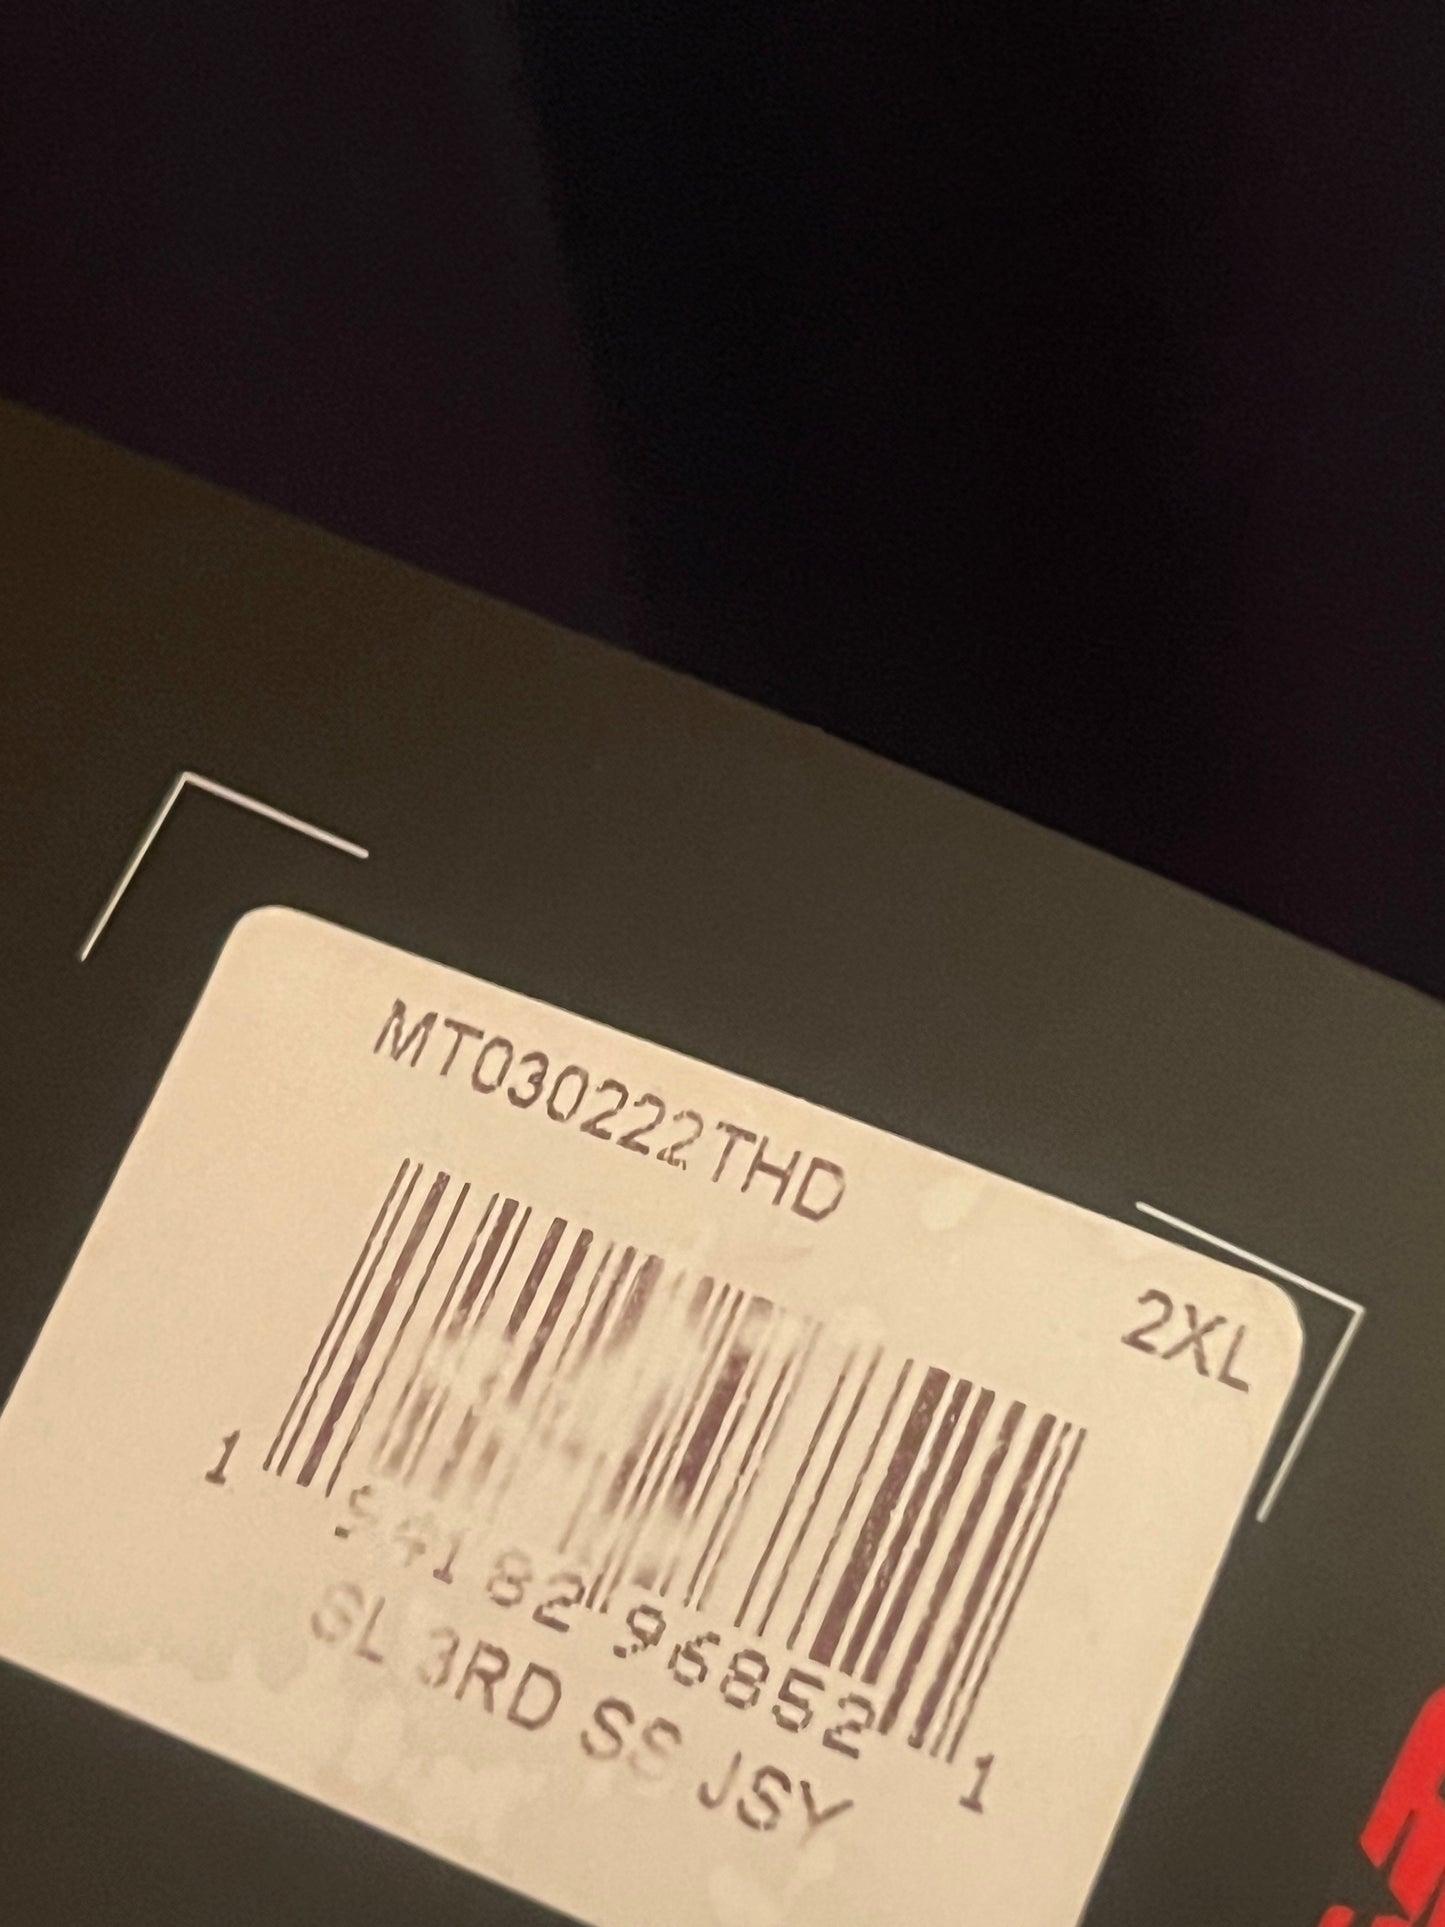 MT030222THD
2XL
1 94182 96852 1
SL 3RD SS JSY